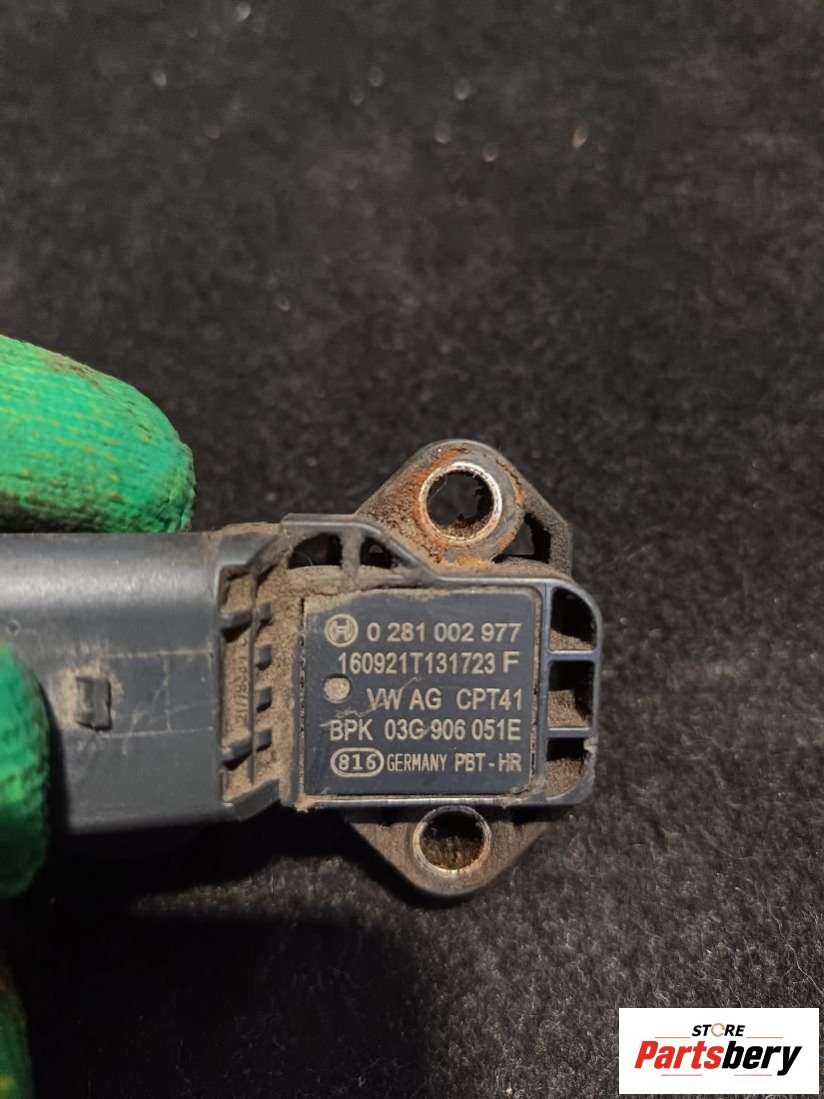 0 281 002 977
160921T131723 F
VW AG CPT41
BPK 03G 906 051E
816 GERMANY PBT-HR
STORE
Partsbery